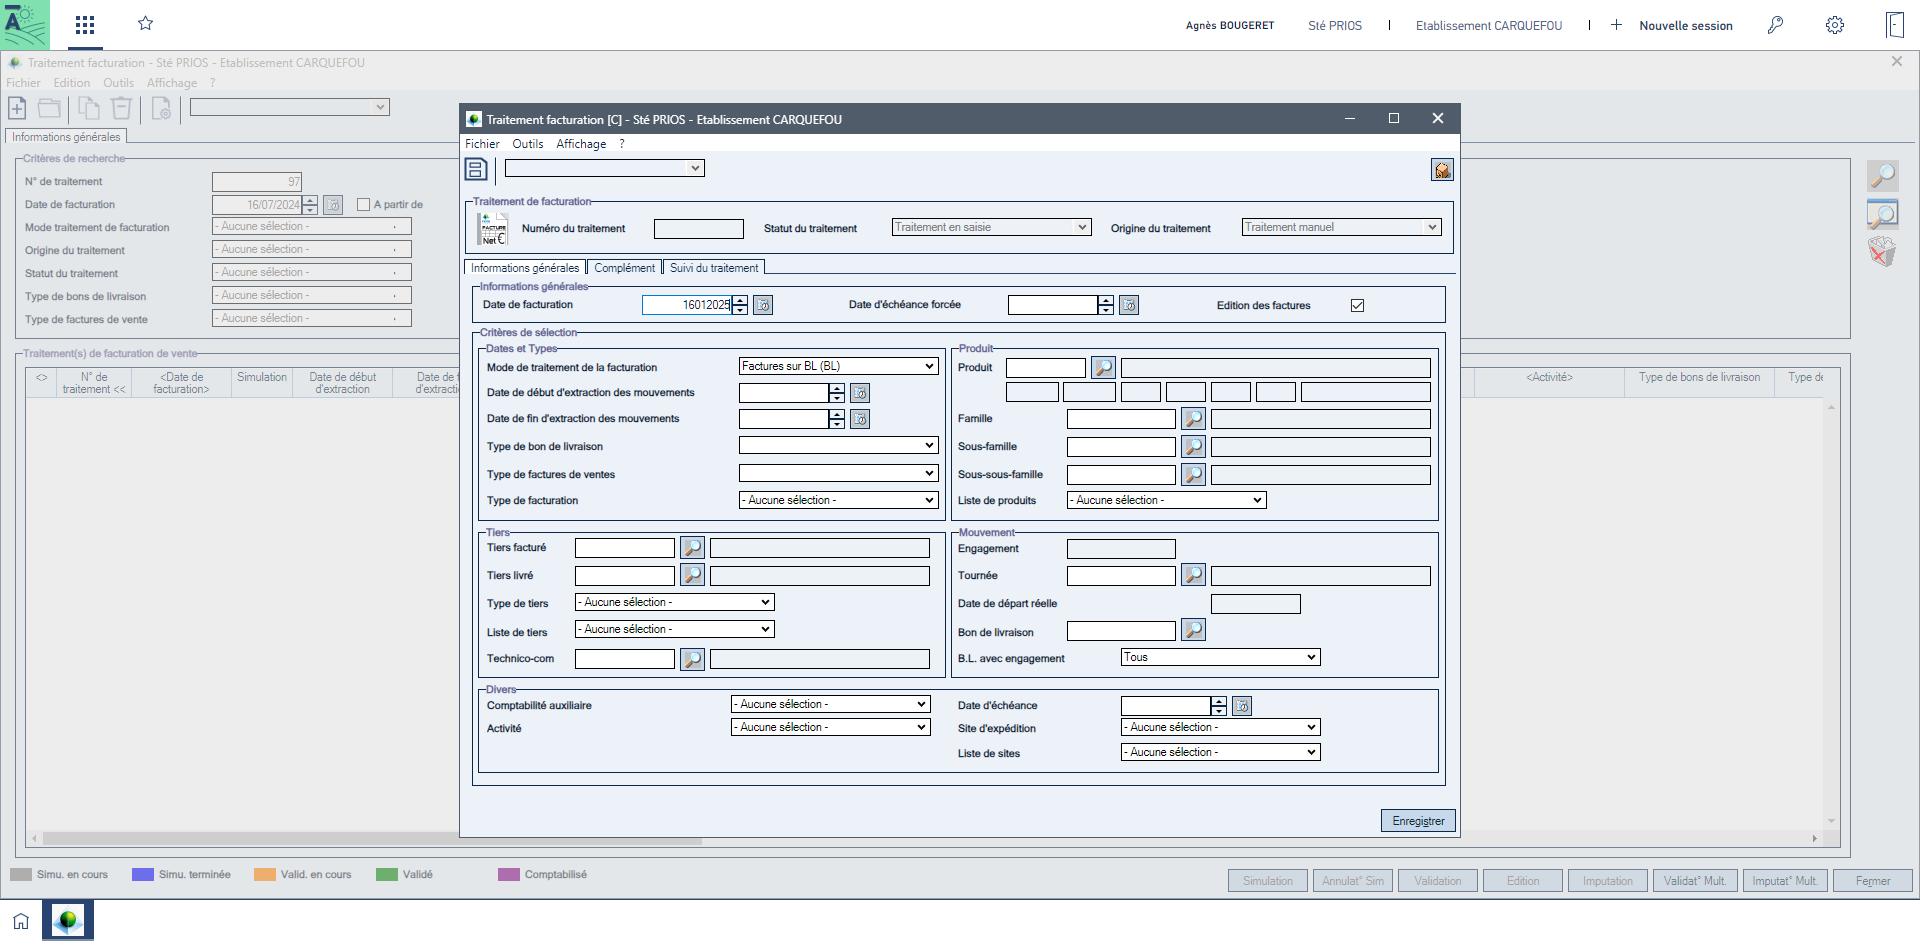 Agnès BOUGERET Sté PRIOS Etablissement CARQUEFOU Nouvelle session
Traitement facturation - Sté PRIOS - Etablissement CARQUEFOU
Fichier Edition Outils Affichage ?
Informations générales
Critères de recherche
N° de traitement 97
Date de facturation 16/07/2024 A partir de
Mode traitement de facturation - Aucune sélection -
Origine du traitement - Aucune sélection -
Statut du traitement - Aucune sélection -
Type de bons de livraison - Aucune sélection -
Type de factures de vente - Aucune sélection -
Traitement(s) de facturation de vente
<> N° de traitement << <Date de facturation> Simulation Date de début d'extraction <Activité> Type de bons de livraison
Traitement facturation [C] - Sté PRIOS - Etablissement CARQUEFOU
Fichier Outils Affichage ?
Traitement de facturation
FACTURE
Net €
Numéro du traitement Statut du traitement Traitement en saisie Origine du traitement Traitement manuel
Informations générales Complément Suivi du traitement
Informations générales
Date de facturation 16012025 Date d'échéance forcée Edition des factures
Critères de sélection
Dates et Types
Mode de traitement de la facturation Factures sur BL (BL)
Date de début d'extraction des mouvements
Date de fin d'extraction des mouvements
Type de bon de livraison
Type de factures de ventes
Type de facturation - Aucune sélection -
Produit
Produit
Famille
Sous-famille
Sous-sous-famille
Liste de produits - Aucune sélection -
Tiers
Tiers facturé
Tiers livré
Type de tiers - Aucune sélection -
Liste de tiers - Aucune sélection -
Technico-com
Mouvement
Engagement
Tournée
Date de départ réelle
Bon de livraison
B.L. avec engagement Tous
Divers
Comptabilité auxiliaire - Aucune sélection -
Activité - Aucune sélection -
Date d'échéance
Site d'expédition - Aucune sélection -
Liste de sites - Aucune sélection -
Enregistrer
Simu. en cours Simu. terminée Valid. en cours Validé Comptabilisé
Simulation Annulat° Sim Validation Edition Imputation Validat° Mult. Imputat° Mult. Fermer